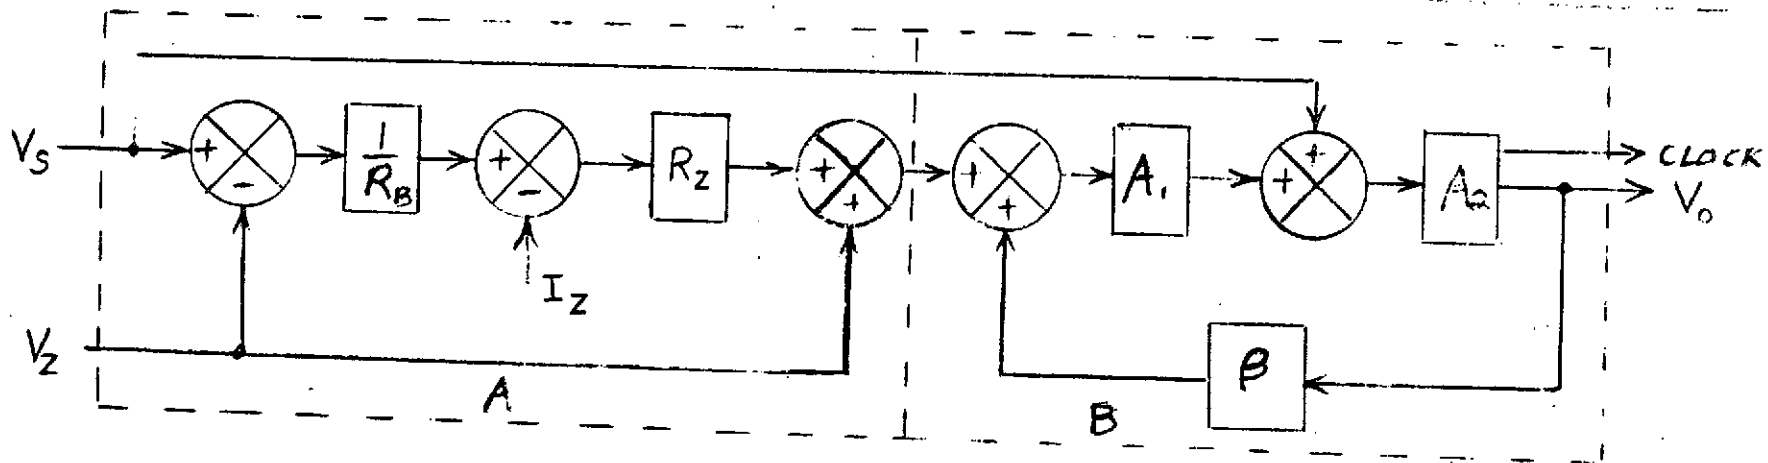 V_S
+
-
1
R_B
+
-
I_Z
R_Z
+
+
+
+
A_1
+
+
A_2
CLOCK
V_o
V_Z
A
B
β